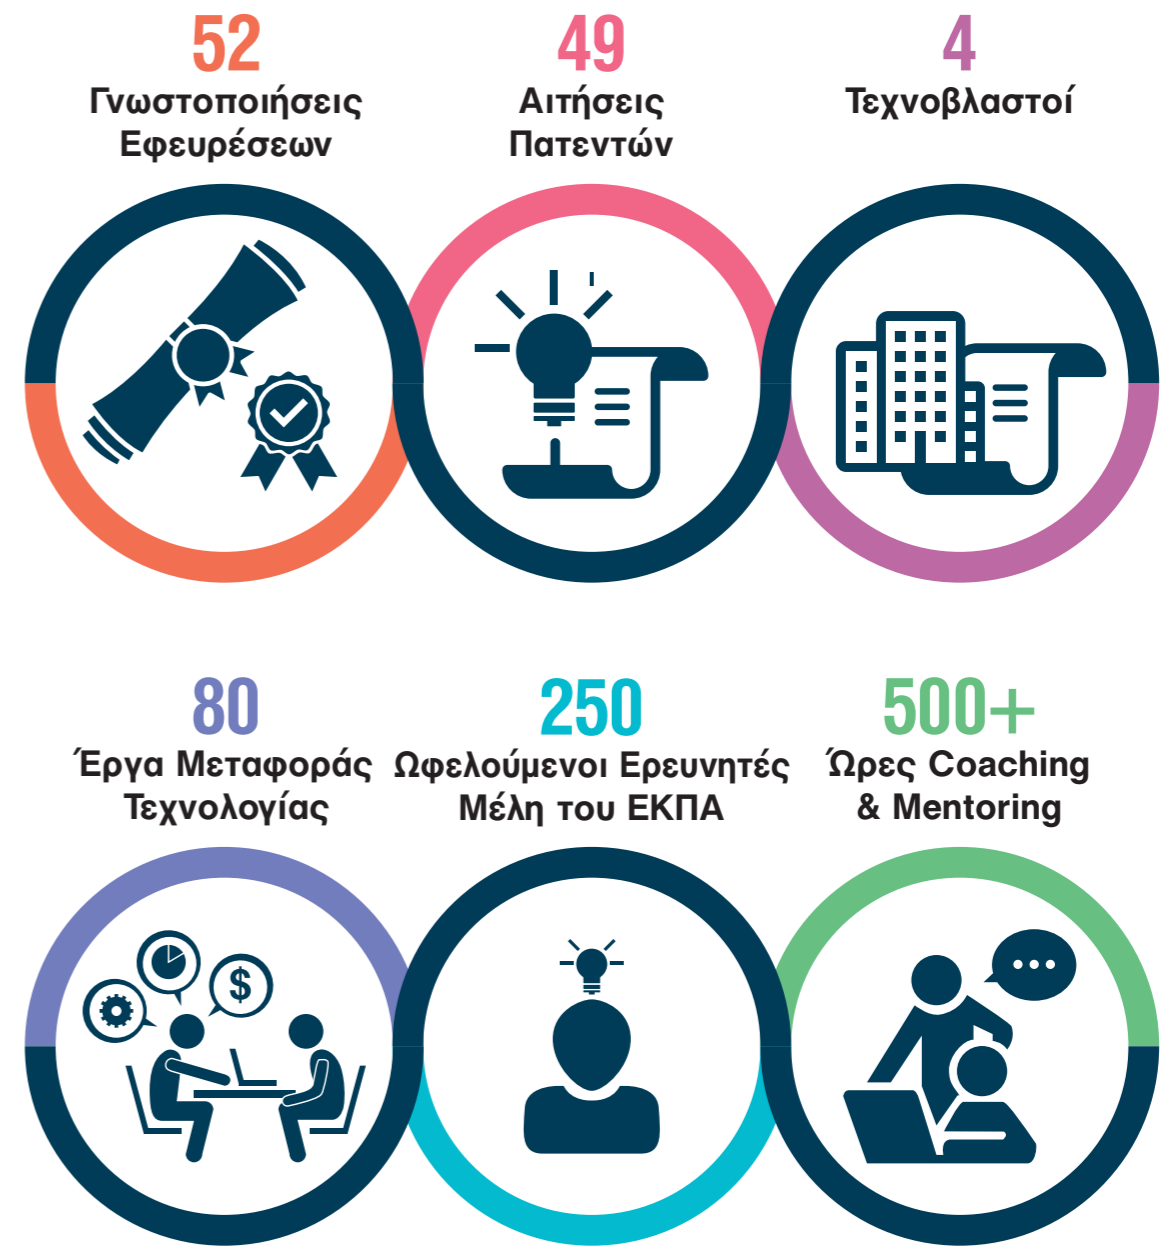 52
Γνωστοποιήσεις
Εφευρέσεων
49
Αιτήσεις
Πατεντών
4
Τεχνοβλαστοί
80
Έργα Μεταφοράς
Τεχνολογίας
$
250
Ωφελούμενοι Ερευνητές
Μέλη του ΕΚΠΑ
500+
Ώρες Coaching
& Mentoring